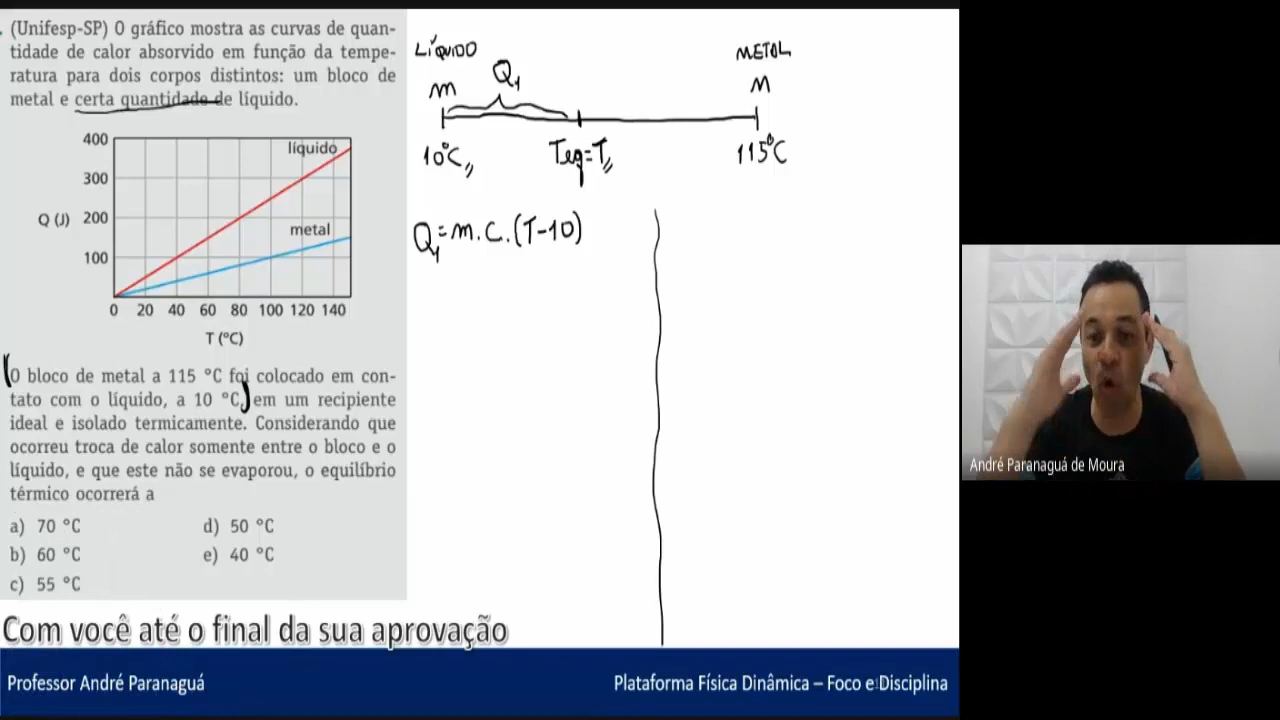 (Unifesp-SP) O gráfico mostra as curvas de quan-
tidade de calor absorvido em função da tempe-
ratura para dois corpos distintos: um bloco de
metal e certa quantidade de líquido.
400
300
200
100
Q (J)
líquido
metal
0 20 40 60 80 100 120 140
T (°C)
O bloco de metal a 115 °C foi colocado em con-
tato com o líquido, a 10 °C, em um recipiente
ideal e isolado termicamente. Considerando que
ocorreu troca de calor somente entre o bloco e o
líquido, e que este não se evaporou, o equilíbrio
térmico ocorrerá a
a) 70 °C
d) 50 °C
b) 60 °C
e) 40 °C
c) 55 °C
LÍQUIDO
METAL
m
Q₁
M
10°C
Teq=T
115°C
Q₁=m.c.(T-10)
André Paranaguá de Moura
Com você até o final da sua aprovação
Professor André Paranaguá
Plataforma Física Dinâmica – Foco e Disciplina